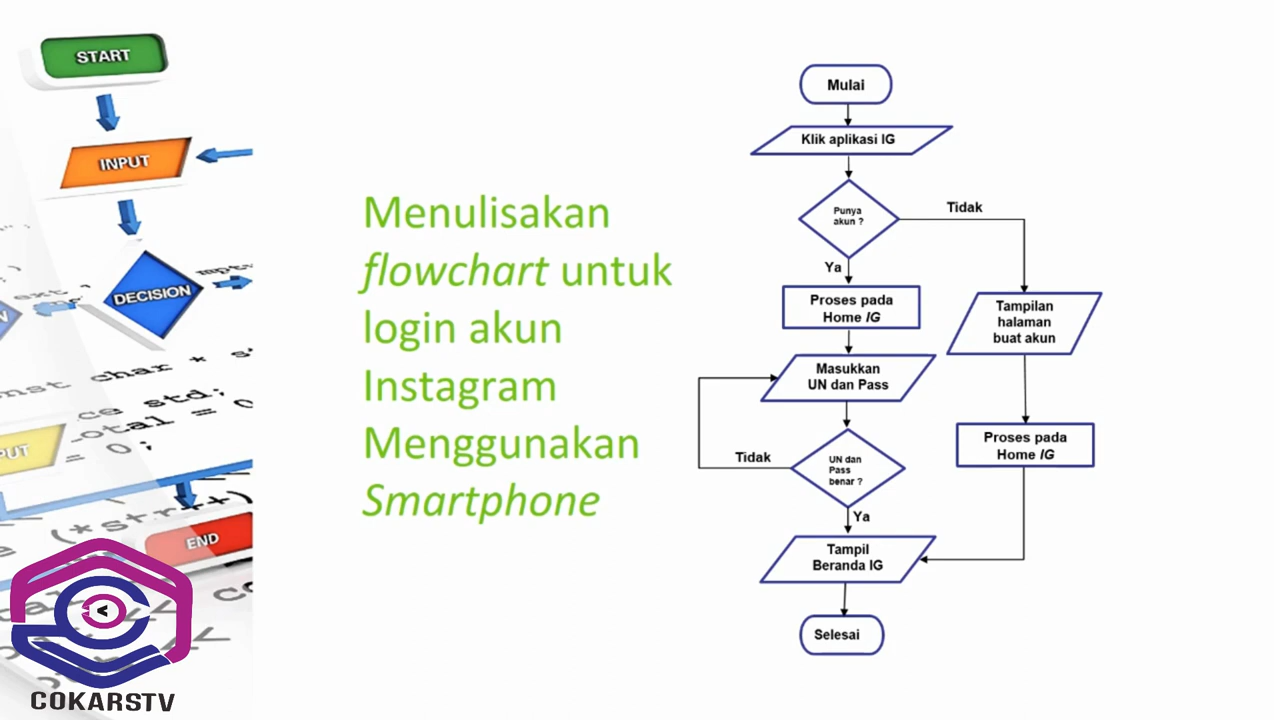 START
INPUT
DECISION
END
COKARSTV
Menulisakan
flowchart untuk
login akun
Instagram
Menggunakan
Smartphone
Mulai
Klik aplikasi IG
Punya
akun ?
Tidak
Ya
Proses pada
Home IG
Tampilan
halaman
buat akun
Masukkan
UN dan Pass
Proses pada
Home IG
Tidak
UN dan
Pass
benar ?
Ya
Tampil
Beranda IG
Selesai